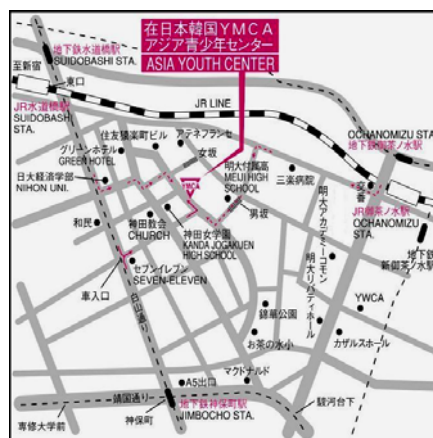 在日本韓国YMCA
アジア青少年センター
ASIA YOUTH CENTER
地下鉄水道橋駅
SUIDOBASHI STA.
至新宿
東口
JR LINE
JR水道橋駅
SUIDOBASHI
STA.
住友猿楽町ビル
アテネフランセ
OCHANOMIZU STA.
地下鉄御茶ノ水駅
グリーンホテル
GREEN HOTEL
女坂
明大付属高
MEIJI HIGH
SCHOOL
三楽病院
交番
日大経済学部
NIHON UNI.
YMCA
JR御茶ノ水駅
OCHANOMIZU
STA.
男坂
和民
神田教会
CHURCH
神田女学園
KANDA JOGAKUEN
HIGH SCHOOL
明大アカデミーコモン
明大リバティホール
地下鉄
新御茶ノ水駅
セブンイレブン
SEVEN-ELEVEN
車入口
白山通り
錦華公園
お茶の水小
YWCA
カザルスホール
マクドナルド
A5出口
靖国通り
地下鉄神保町駅
JIMBOCHO STA.
駿河台下
専修大学前
神保町